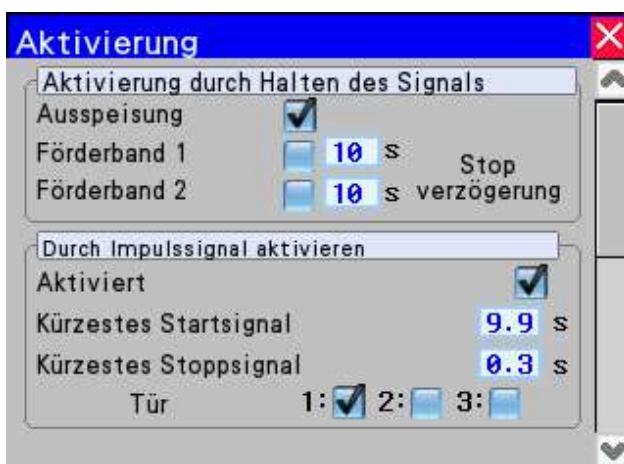 Aktivierung
Aktivierung durch Halten des Signals
Ausspeisung
Förderband 1 10 s
Stop
Förderband 2 10 s verzögerung
Durch Impulssignal aktivieren
Aktiviert
Kürzestes Startsignal 9.9 s
Kürzestes Stoppsignal 0.3 s
Tür 1: 2: 3: